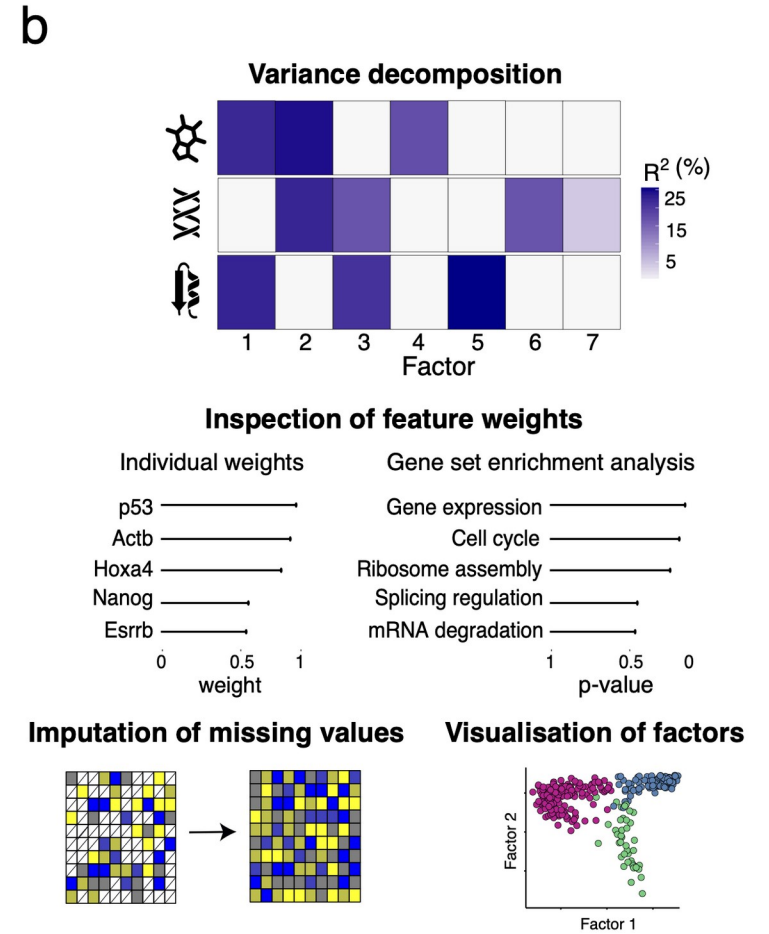 b
Variance decomposition
R² (%)
25
15
5
1 2 3 4 5 6 7
Factor
Inspection of feature weights
Individual weights
p53
Actb
Hoxa4
Nanog
Esrrb
0 0.5 1
weight
Gene set enrichment analysis
Gene expression
Cell cycle
Ribosome assembly
Splicing regulation
mRNA degradation
1 0.5 0
p-value
Imputation of missing values
Visualisation of factors
Factor 2
Factor 1